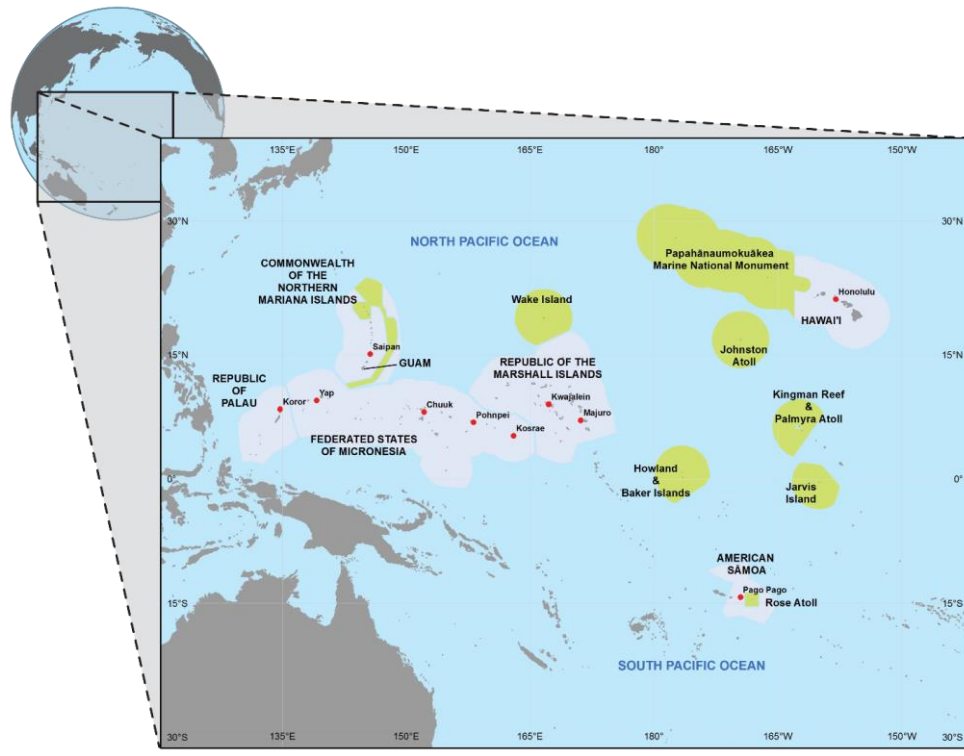 135°E 150°E 165°E 180° 165°W 150°W
30°N 30°N
NORTH PACIFIC OCEAN
Papahānaumokuākea
Marine National Monument
COMMONWEALTH
OF THE
NORTHERN
MARIANA ISLANDS
Honolulu
Wake Island
HAWAI'I
Saipan
Johnston
Atoll
15°N 15°N
GUAM
REPUBLIC OF THE
MARSHALL ISLANDS
REPUBLIC
OF
PALAU
Yap
Koror
Chuuk
Kwajalein
Kingman Reef
&
Palmyra Atoll
Pohnpei
Majuro
Kosrae
FEDERATED STATES
OF MICRONESIA
Howland
&
Baker Islands
0° 0°
Jarvis
Island
AMERICAN
SĀMOA
Pago Pago
Rose Atoll
15°S 15°S
SOUTH PACIFIC OCEAN
30°S 135°E 150°E 165°E 180° 165°W 150°W 30°S